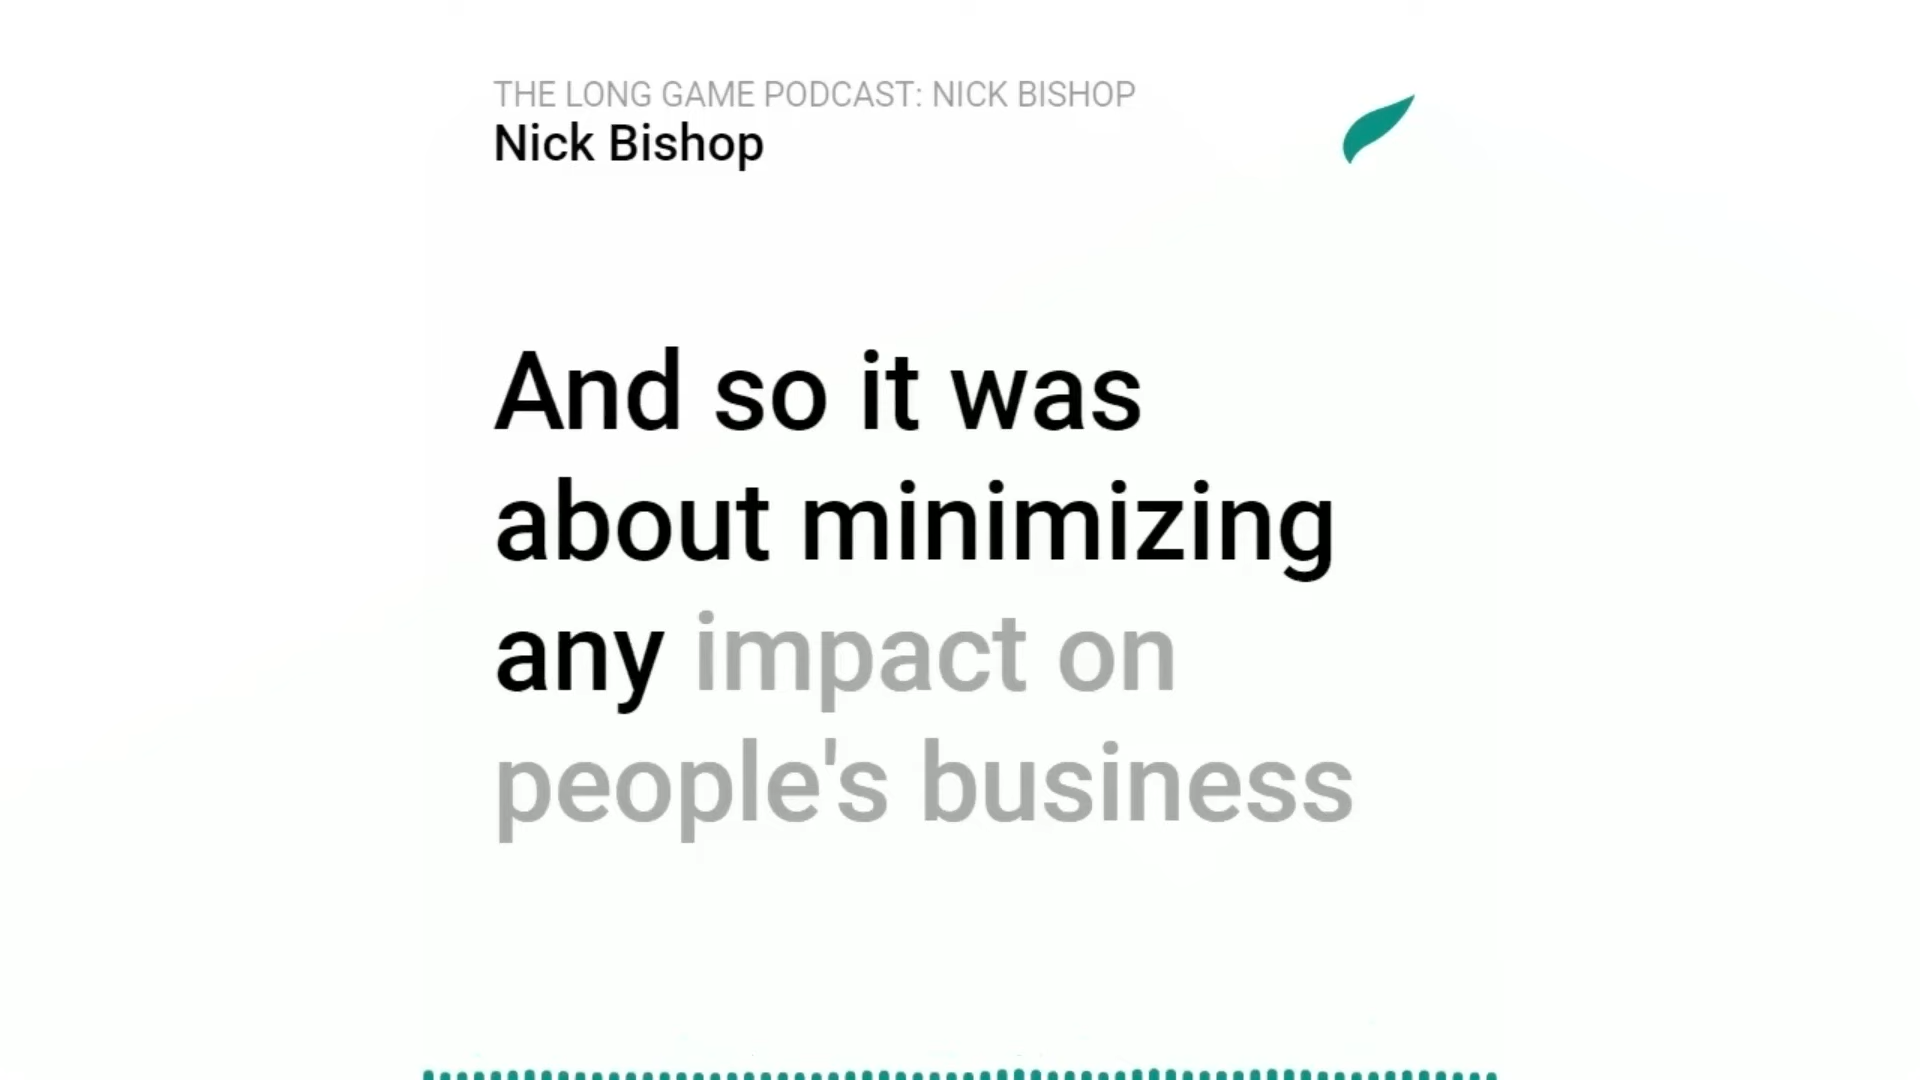 THE LONG GAME PODCAST: NICK BISHOP
Nick Bishop
And so it was
about minimizing
any impact on
people's business